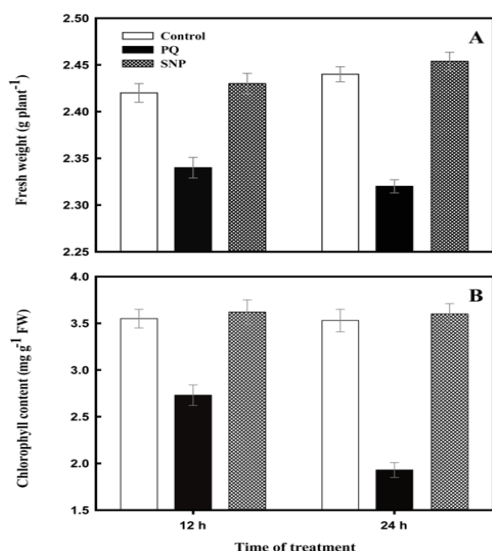 2.50
2.45
2.40
2.35
2.30
2.25
Fresh weight (g plant⁻¹)
Control
PQ
SNP
A
4.0
3.5
3.0
2.5
2.0
1.5
Chlorophyll content (mg g⁻¹ FW)
B
12 h 24 h
Time of treatment